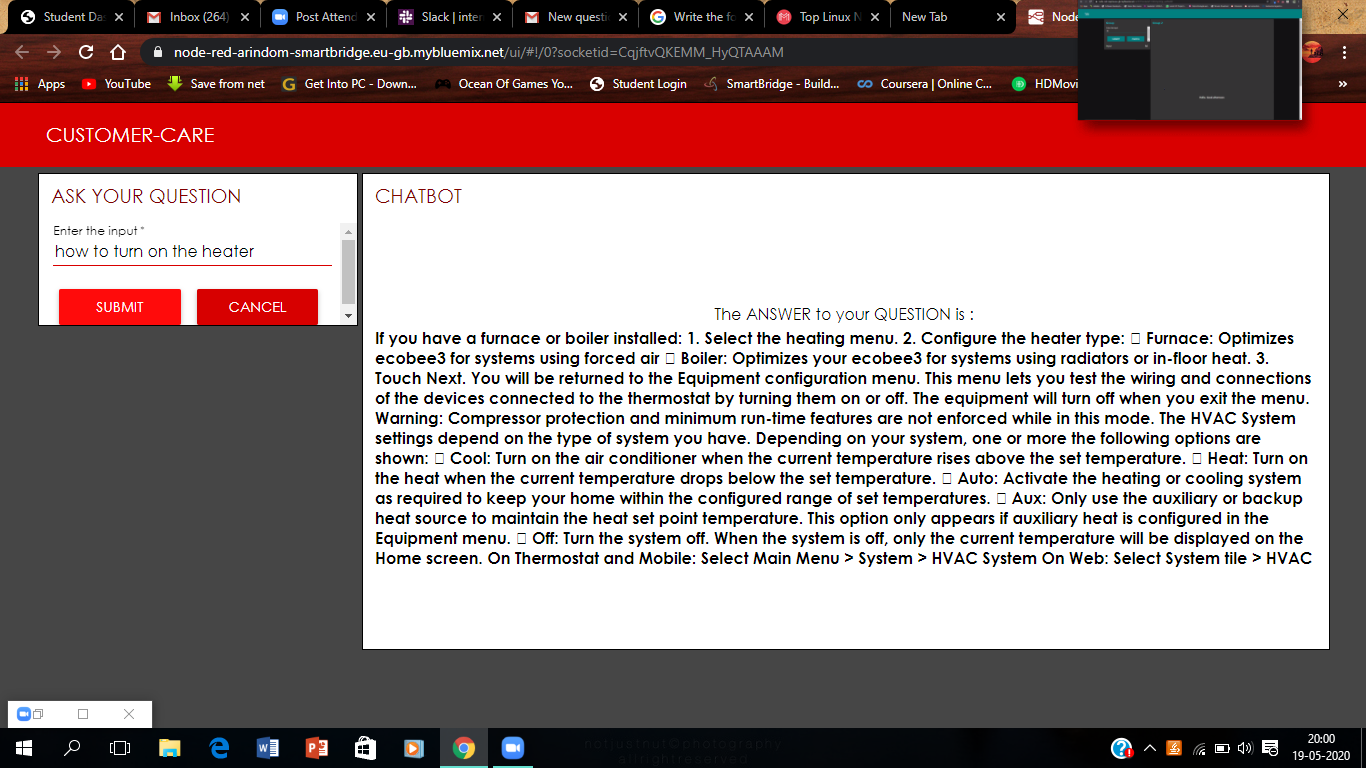 Student Das
Inbox (264)
Post Attend
Slack | inter
New questi
Write the fo
Top Linux N
New Tab
Node
node-red-arindom-smartbridge.eu-gb.mybluemix.net/ui/#!/0?socketid=CqjftvQKEMM_HyQTAAAM
Apps
YouTube
Save from net
Get Into PC - Down...
Ocean Of Games Yo...
Student Login
SmartBridge - Build...
Coursera | Online C...
HDMovi
»
CUSTOMER-CARE
ASK YOUR QUESTION
Enter the input *
how to turn on the heater
SUBMIT
CANCEL
CHATBOT
The ANSWER to your QUESTION is :
If you have a furnace or boiler installed: 1. Select the heating menu. 2. Configure the heater type:  Furnace: Optimizes
ecobee3 for systems using forced air  Boiler: Optimizes your ecobee3 for systems using radiators or in-floor heat. 3.
Touch Next. You will be returned to the Equipment configuration menu. This menu lets you test the wiring and connections
of the devices connected to the thermostat by turning them on or off. The equipment will turn off when you exit the menu.
Warning: Compressor protection and minimum run-time features are not enforced while in this mode. The HVAC System
settings depend on the type of system you have. Depending on your system, one or more the following options are
shown:  Cool: Turn on the air conditioner when the current temperature rises above the set temperature.  Heat: Turn on
the heat when the current temperature drops below the set temperature.  Auto: Activate the heating or cooling system
as required to keep your home within the configured range of set temperatures.  Aux: Only use the auxiliary or backup
heat source to maintain the heat set point temperature. This option only appears if auxiliary heat is configured in the
Equipment menu.  Off: Turn the system off. When the system is off, only the current temperature will be displayed on the
Home screen. On Thermostat and Mobile: Select Main Menu > System > HVAC System On Web: Select System tile > HVAC
20:00
19-05-2020